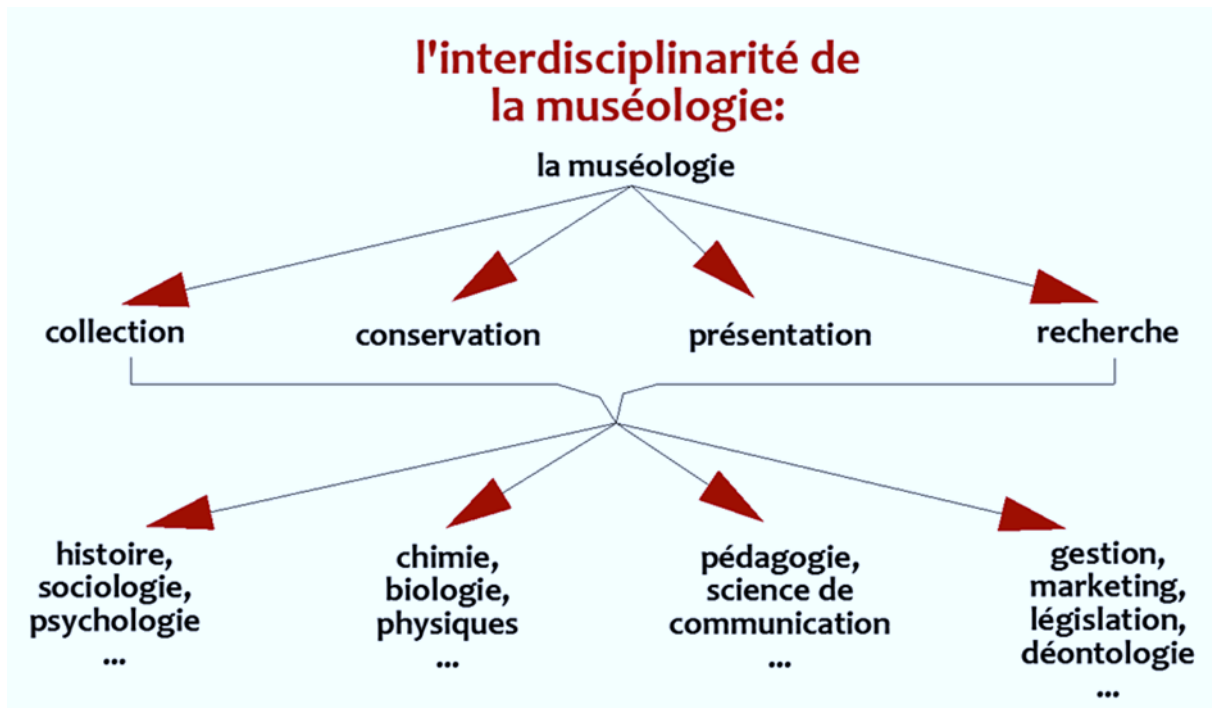 l'interdisciplinarité de
la muséologie:
la muséologie
collection
conservation
présentation
recherche
histoire,
sociologie,
psychologie
...
chimie,
biologie,
physiques
...
pédagogie,
science de
communication
...
gestion,
marketing,
législation,
déontologie
...